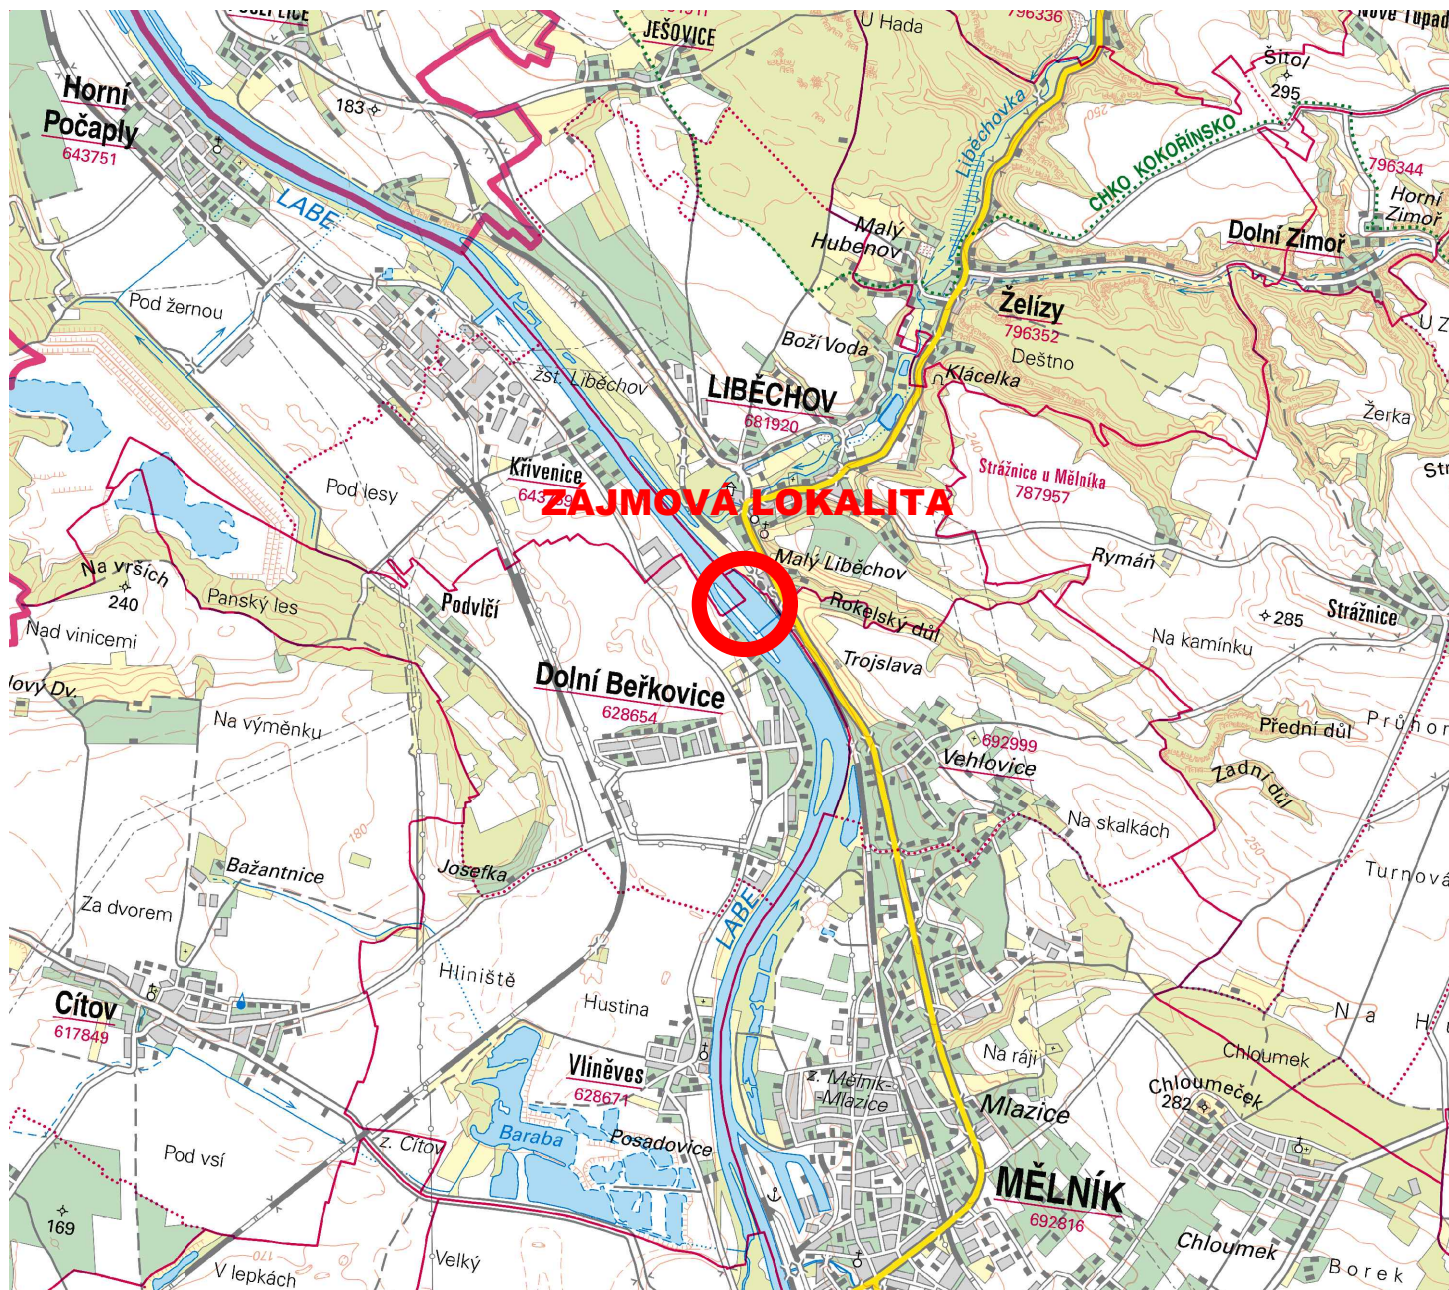 JEŠOVICE
U Hada
796336
Šitol
295
Horní
Počaply
643751
183
Liběchovka
CHKO KOKOŘÍNSKO
796344
Horní
Zimoř
LABE
Malý
Hubenov
Dolní Zimoř
Pod žernou
Želízy
796352
Deštno
Boží Voda
Klácelka
žst. Liběchov
LIBĚCHOV
681920
240
Žerka
Křivenice
Strážnice u Mělníka
787957
Pod lesy
ZÁJMOVÁ LOKALITA
Malý Liběchov
Rymáň
Na vrších
240
Panský les
Podvlčí
Rokelský důl
285
Strážnice
Nad vinicemi
Na kamínku
Trojslava
Dolní Beřkovice
628654
Na výměnku
Přední důl
692999
Vehlovice
Zadní důl
180
Na skalkách
250
Josefka
Bažantnice
Za dvorem
LABE
Hliniště
Hustina
Cítov
617849
Na ráji
Chloumek
Vliněves
628671
z. Mělník-
-Mlazice
Chloumeček
282
Mlazice
z. Cítov
Baraba
Posadovice
Pod vsí
MĚLNÍK
692816
169
170
V lepkách
Velký
Chloumek
Borek